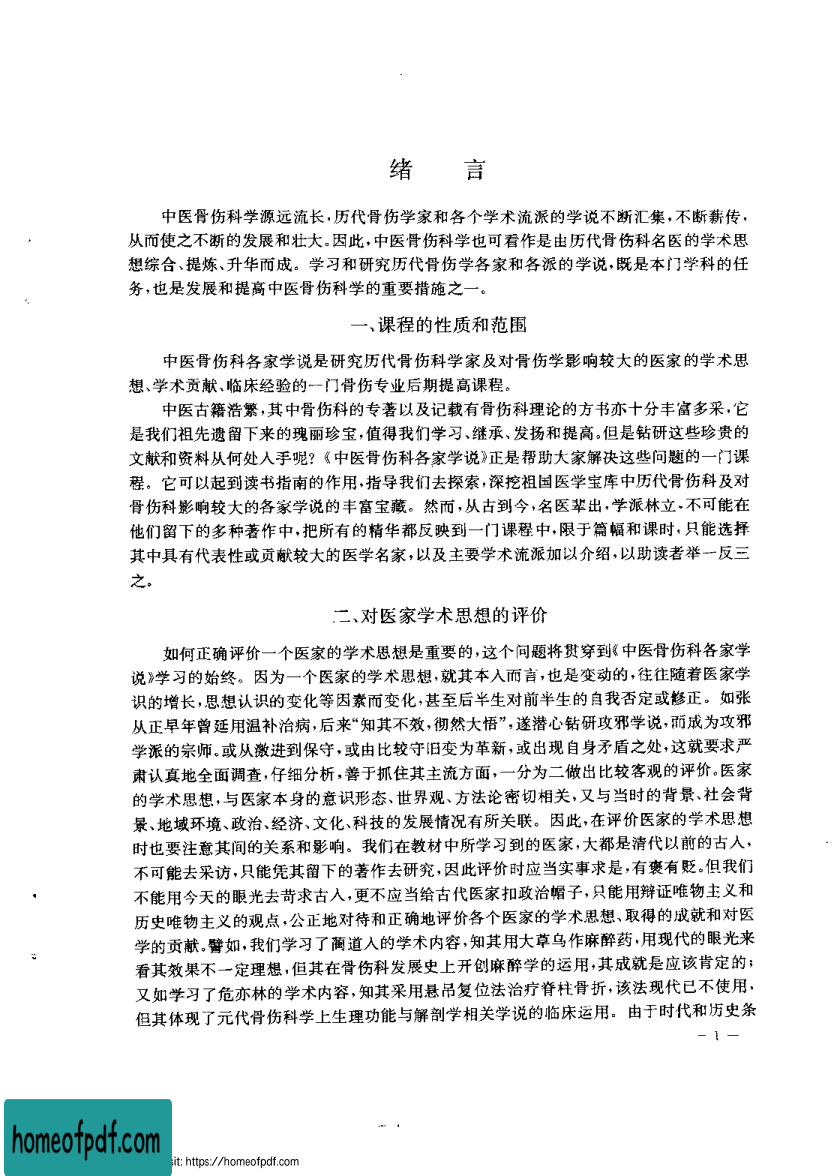 绪 言
中医骨伤科学源远流长,历代骨伤学家和各个学术流派的学说不断汇集,不断薪传,
从而使之不断的发展和壮大。因此,中医骨伤科学也可看作是由历代骨伤科名医的学术思
想综合、提炼、升华而成。学习和研究历代骨伤学各家和各派的学说,既是本门学科的任
务,也是发展和提高中医骨伤科学的重要措施之一。
一、课程的性质和范围
中医骨伤科各家学说是研究历代骨伤科学家及对骨伤学影响较大的医家的学术思
想、学术贡献、临床经验的一门骨伤专业后期提高课程。
中医古籍浩繁,其中骨伤科的专著以及记载有骨伤科理论的方书亦十分丰富多采,它
是我们祖先遗留下来的瑰丽珍宝,值得我们学习、继承、发扬和提高。但是钻研这些珍贵的
文献和资料从何处入手呢?《中医骨伤科各家学说》正是帮助大家解决这些问题的一门课
程。它可以起到读书指南的作用,指导我们去探索,深挖祖国医学宝库中历代骨伤科及对
骨伤科影响较大的各家学说的丰富宝藏。然而,从古到今,名医辈出,学派林立,不可能在
他们留下的多种著作中,把所有的精华都反映到一门课程中,限于篇幅和课时,只能选择
其中具有代表性或贡献较大的医学名家,以及主要学术流派加以介绍,以助读者举一反三
之。
二、对医家学术思想的评价
如何正确评价一个医家的学术思想是重要的,这个问题将贯穿到《中医骨伤科各家学
说》学习的始终。因为一个医家的学术思想,就其本人而言,也是变动的,往往随着医家学
识的增长,思想认识的变化等因素而变化,甚至后半生对前半生的自我否定或修正。如张
从正早年曾延用温补治病,后来“知其不效,彻然大悟”,遂潜心钻研攻邪学说,而成为攻邪
学派的宗师。或从激进到保守,或由比较守旧变为革新,或出现自身矛盾之处,这就要求严
肃认真地全面调查,仔细分析,善于抓住其主流方面,一分为二做出比较客观的评价。医家
的学术思想,与医家本身的意识形态、世界观、方法论密切相关,又与当时的背景、社会背
景、地域环境、政治、经济、文化、科技的发展情况有所关联。因此,在评价医家的学术思想
时也要注意其间的关系和影响。我们在教材中所学习到的医家,大都是清代以前的古人,
不可能去采访,只能凭其留下的著作去研究,因此评价时应当实事求是,有褒有贬。但我们
不能用今天的眼光去苛求古人,更不应当给古代医家扣政治帽子,只能用辩证唯物主义和
历史唯物主义的观点,公正地对待和正确地评价各个医家的学术思想、取得的成就和对医
学的贡献。譬如,我们学习了蔺道人的学术内容,知其用大草乌作麻醉药,用现代的眼光来
看其效果不一定理想,但其在骨伤科发展史上开创麻醉学的运用,其成就是应该肯定的;
又如学习了危亦林的学术内容,知其采用悬吊复位法治疗脊柱骨折,该法现代已不使用,
但其体现了元代骨伤科学上生理功能与解剖学相关学说的临床运用。由于时代和历史条
— 1 —
homeofpdf.com
sit: https://homeofpdf.com